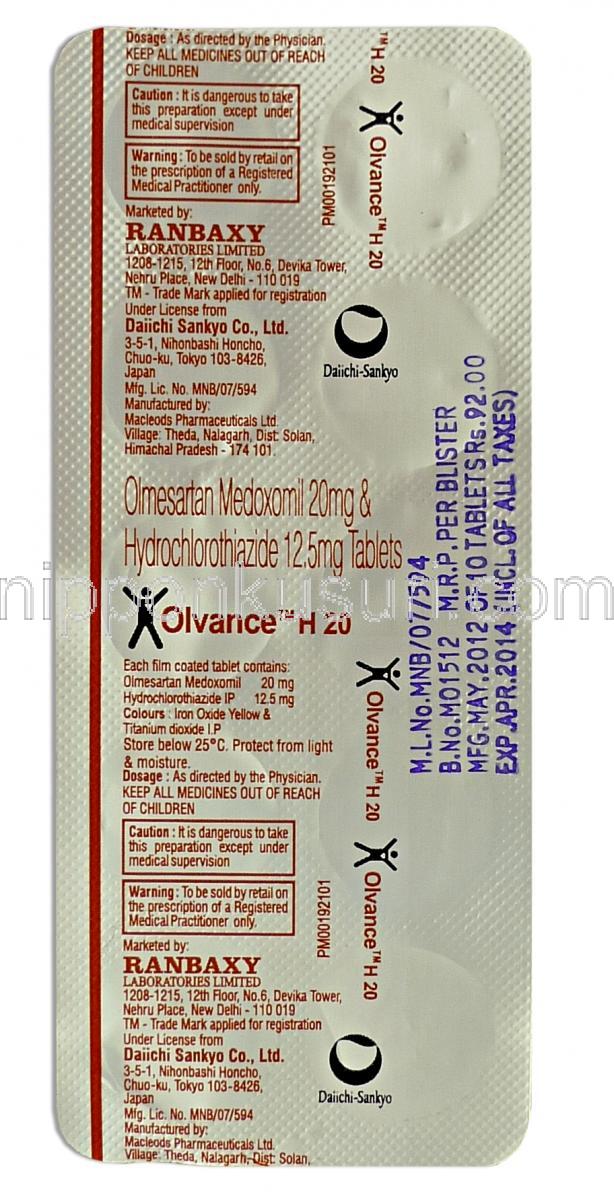 Dosage : As directed by the Physician.
KEEP ALL MEDICINES OUT OF REACH
OF CHILDREN
Caution : It is dangerous to take
this preparation except under
medical supervision
Warning : To be sold by retail on
the prescription of a Registered
Medical Practitioner only.
Marketed by:
RANBAXY
LABORATORIES LIMITED
1208-1215, 12th Floor, No.6, Devika Tower,
Nehru Place, New Delhi - 110 019
TM - Trade Mark applied for registration
Under License from
Daiichi Sankyo Co., Ltd.
3-5-1, Nihonbashi Honcho,
Chuo-ku, Tokyo 103-8426,
Japan
Mfg. Lic. No. MNB/07/594
Manufactured by:
Macleods Pharmaceuticals Ltd.
Village: Theda, Nalagarh, Dist: Solan,
Himachal Pradesh - 174 101.
PM00192101
™ H 20
Olvance™ H 20
Daiichi-Sankyo
Olmesartan Medoxomil 20mg &
Hydrochlorothiazide 12.5mg Tablets
nipponkusuri.com
Olvance™ H 20
Each film coated tablet contains:
Olmesartan Medoxomil 20 mg
Hydrochlorothiazide IP 12.5 mg
Colours : Iron Oxide Yellow &
Titanium dioxide I.P
Store below 25°C. Protect from light
& moisture.
Dosage : As directed by the Physician.
KEEP ALL MEDICINES OUT OF REACH
OF CHILDREN
Caution : It is dangerous to take
this preparation except under
medical supervision
Warning : To be sold by retail on
the prescription of a Registered
Medical Practitioner only.
Marketed by:
RANBAXY
LABORATORIES LIMITED
1208-1215, 12th Floor, No.6, Devika Tower,
Nehru Place, New Delhi - 110 019
TM - Trade Mark applied for registration
Under License from
Daiichi Sankyo Co., Ltd.
3-5-1, Nihonbashi Honcho,
Chuo-ku, Tokyo 103-8426,
Japan
Mfg. Lic. No. MNB/07/594
Manufactured by:
Macleods Pharmaceuticals Ltd.
Village: Theda, Nalagarh, Dist: Solan,
PM00192101
Olvance™ H 20
Olvance™ H 20
Daiichi-Sankyo
M.L.No.MNB/07/594
B.No.M01512 M.R.P.PER BLISTER
MFG.MAY.2012 OF 10 TABLETS Rs.92.00
EXP.APR.2014 (INCL.OF ALL TAXES)